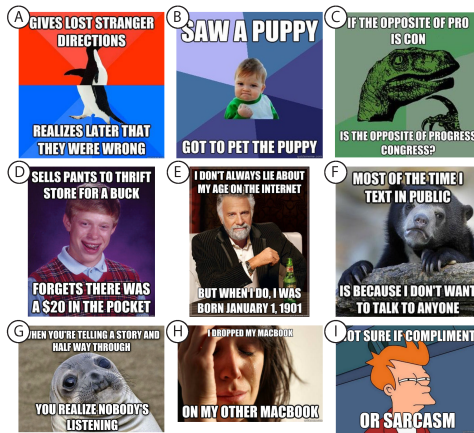 A
GIVES LOST STRANGER
DIRECTIONS
REALIZES LATER THAT
THEY WERE WRONG
B
SAW A PUPPY
GOT TO PET THE PUPPY
C
IF THE OPPOSITE OF PRO
IS CON
IS THE OPPOSITE OF PROGRESS
CONGRESS?
D
SELLS PANTS TO THRIFT
STORE FOR A BUCK
FORGETS THERE WAS
A $20 IN THE POCKET
E
I DON'T ALWAYS LIE ABOUT
MY AGE ON THE INTERNET
BUT WHEN I DO, I WAS
BORN JANUARY 1, 1901
F
MOST OF THE TIME I
TEXT IN PUBLIC
IS BECAUSE I DON'T WANT
TO TALK TO ANYONE
G
WHEN YOU'RE TELLING A STORY AND
HALF WAY THROUGH
YOU REALIZE NOBODY'S
LISTENING
H
I DROPPED MY MACBOOK
ON MY OTHER MACBOOK
I
NOT SURE IF COMPLIMENT
OR SARCASM